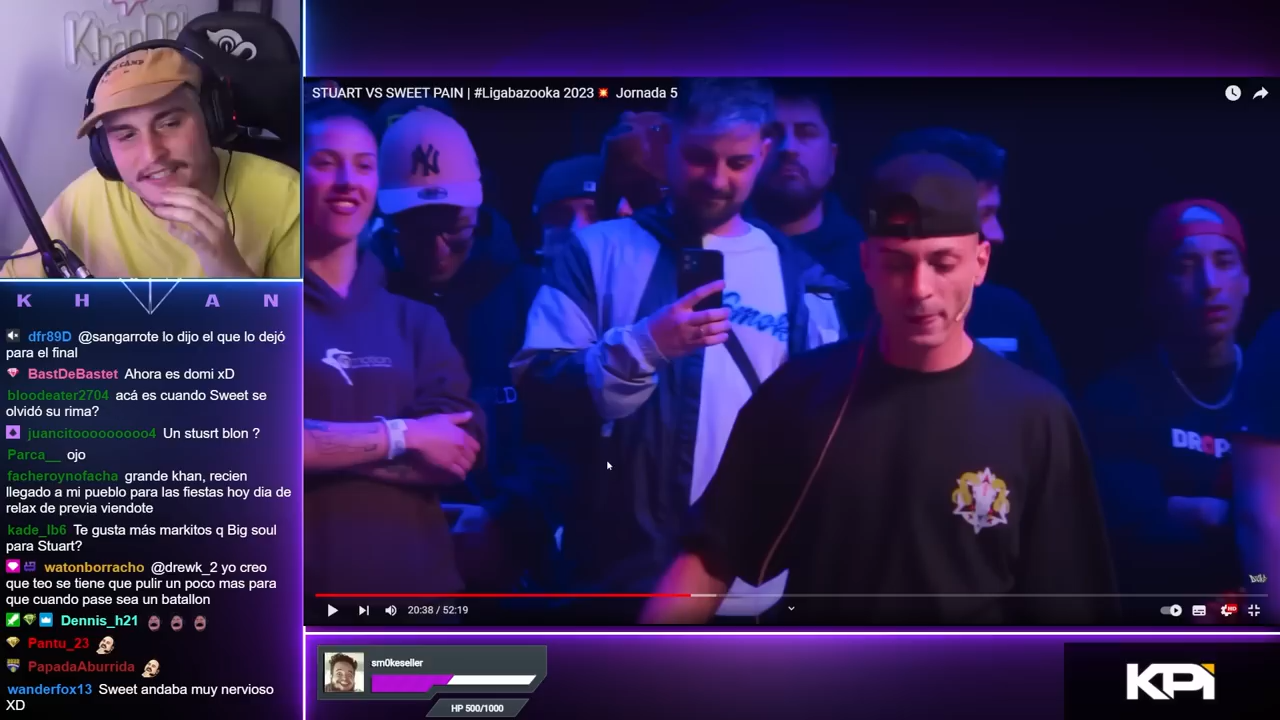 KhanDBL
STUART VS SWEET PAIN | #Ligabazooka 2023💥 Jornada 5
NY
Smoke
DROP
K H A N
dfr89D @sangarrote lo dijo el que lo dejó
para el final
BastDeBastet Ahora es domi xD
bloodeater2704 acá es cuando Sweet se
olvidó su rima?
juancitooooooooo4 Un stusrt blon ?
Parca__ ojo
facheroynofacha grande khan, recien
llegado a mi pueblo para las fiestas hoy dia de
relax de previa viendote
kade_lb6 Te gusta más markitos q Big soul
para Stuart?
watonborracho @drewk_2 yo creo
que teo se tiene que pulir un poco mas para
que cuando pase sea un batallon
Dennis_h21
Pantu_23
PapadaAburrida
wanderfox13 Sweet andaba muy nervioso
XD
20:38 / 52:19
HD
sm0keseller
HP 500/1000
KPI